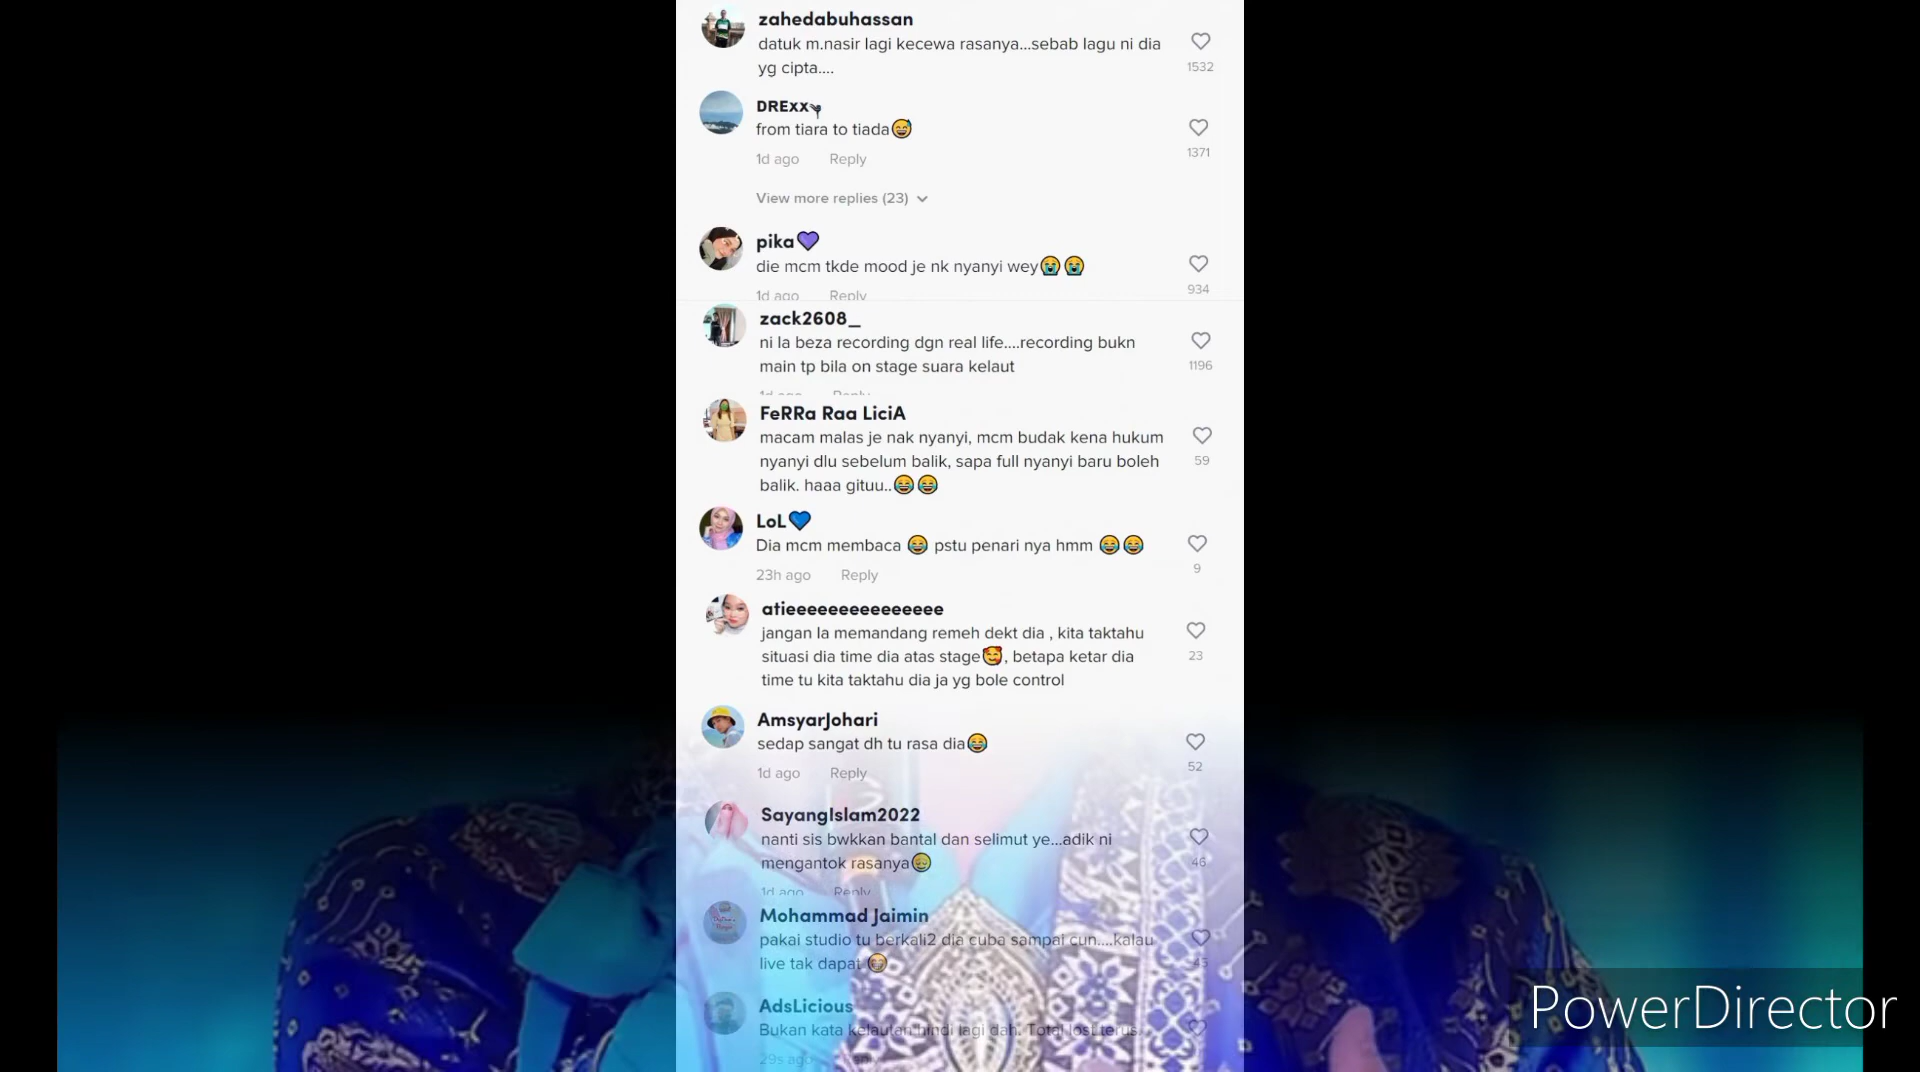 zahedabuhassan
datuk m.nasir lagi kecewa rasanya...sebab lagu ni dia
yg cipta....
1532
DRExx
from tiara to tiada😅
1d ago Reply
1371
View more replies (23)
pika💜
die mcm tkde mood je nk nyanyi wey😭😭
1d ago Reply
934
zack2608_
ni la beza recording dgn real life....recording bukn
main tp bila on stage suara kelaut
1196
1d ago Reply
FeRRa Raa LiciA
macam malas je nak nyanyi, mcm budak kena hukum
nyanyi dlu sebelum balik, sapa full nyanyi baru boleh
balik. haaa gituu..😂😂
59
LoL💙
Dia mcm membaca 😂 pstu penari nya hmm 😂😂
23h ago Reply
9
atieeeeeeeeeeeeeee
jangan la memandang remeh dekt dia , kita taktahu
situasi dia time dia atas stage🥰, betapa ketar dia
time tu kita taktahu dia ja yg bole control
23
AmsyarJohari
sedap sangat dh tu rasa dia😂
1d ago Reply
52
SayangIslam2022
nanti sis bwkkan bantal dan selimut ye...adik ni
mengantok rasanya😅
46
1d ago Reply
Mohammad Jaimin
pakai studio tu berkali2 dia cuba sampai cun....kalau
live tak dapat 😁
45
AdsLicious
Bukan kata kelautan hindi lagi dah. Total lost terus.
29s ago Reply
PowerDirector